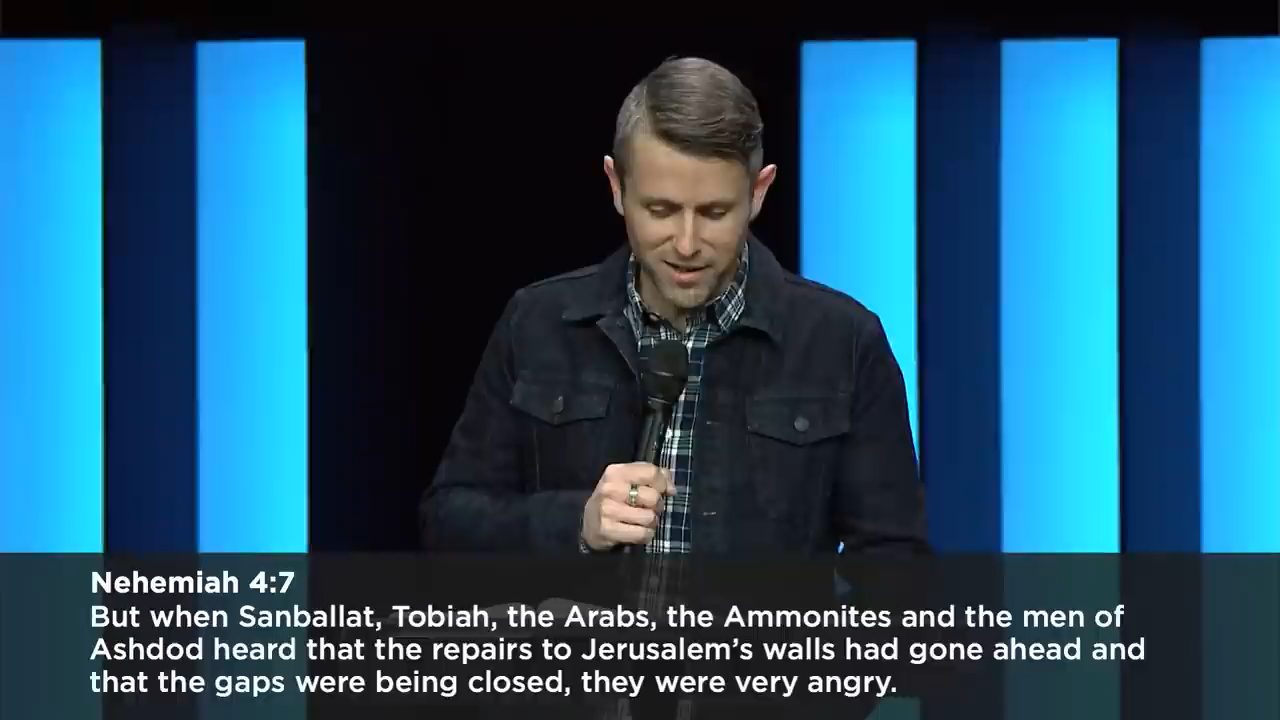 Nehemiah 4:7
But when Sanballat, Tobiah, the Arabs, the Ammonites and the men of
Ashdod heard that the repairs to Jerusalem’s walls had gone ahead and
that the gaps were being closed, they were very angry.